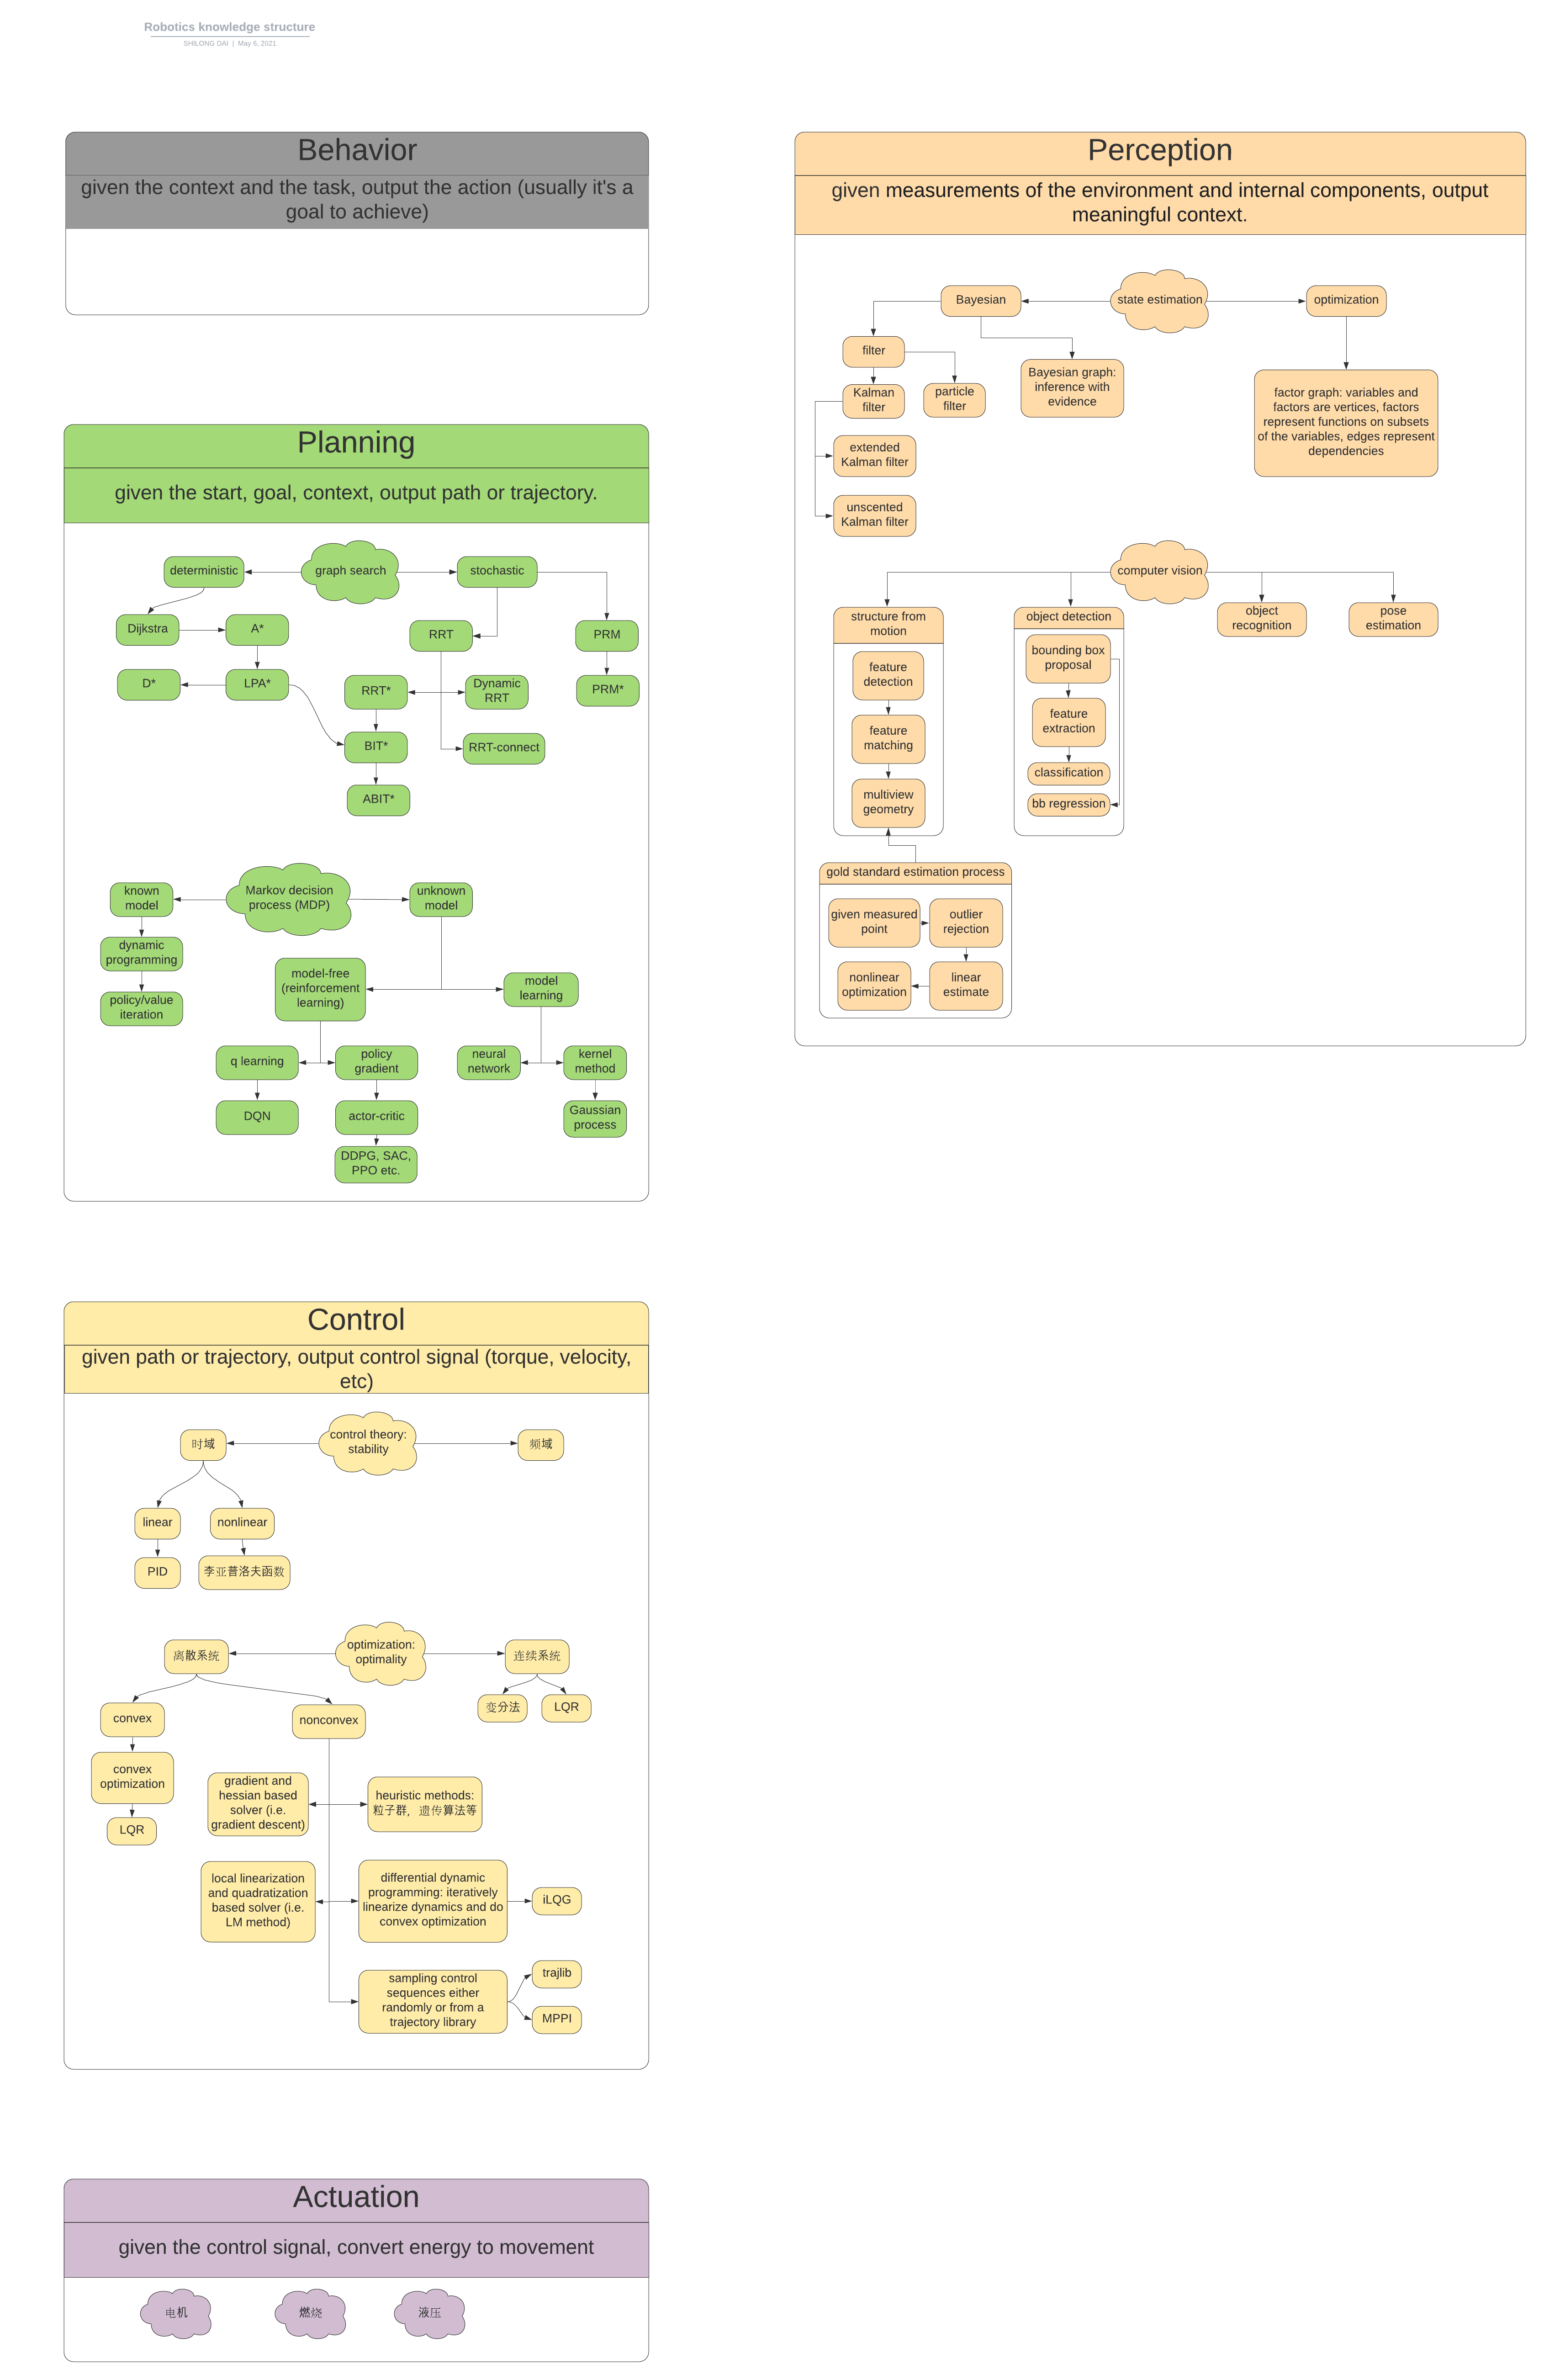 Robotics knowledge structure
SHILONG DAI | May 6, 2021
Behavior
given the context and the task, output the action (usually it's a
goal to achieve)
Planning
given the start, goal, context, output path or trajectory.
deterministic
graph search
stochastic
Dijkstra
A*
RRT
PRM
D*
LPA*
RRT*
Dynamic
RRT
PRM*
BIT*
RRT-connect
ABIT*
known
model
Markov decision
process (MDP)
unknown
model
dynamic
programming
policy/value
iteration
model-free
(reinforcement
learning)
model
learning
q learning
policy
gradient
neural
network
kernel
method
DQN
actor-critic
Gaussian
process
DDPG, SAC,
PPO etc.
Control
given path or trajectory, output control signal (torque, velocity,
etc)
时域
control theory:
stability
频域
linear
nonlinear
PID
李亚普洛夫函数
离散系统
optimization:
optimality
连续系统
变分法
LQR
convex
nonconvex
convex
optimization
LQR
gradient and
hessian based
solver (i.e.
gradient descent)
heuristic methods:
粒子群，遗传算法等
local linearization
and quadratization
based solver (i.e.
LM method)
differential dynamic
programming: iteratively
linearize dynamics and do
convex optimization
iLQG
sampling control
sequences either
randomly or from a
trajectory library
trajlib
MPPI
Actuation
given the control signal, convert energy to movement
电机
燃烧
液压
Perception
given measurements of the environment and internal components, output
meaningful context.
Bayesian
state estimation
optimization
filter
Kalman
filter
particle
filter
Bayesian graph:
inference with
evidence
factor graph: variables and
factors are vertices, factors
represent functions on subsets
of the variables, edges represent
dependencies
extended
Kalman filter
unscented
Kalman filter
computer vision
structure from
motion
feature
detection
feature
matching
multiview
geometry
object detection
bounding box
proposal
feature
extraction
classification
bb regression
object
recognition
pose
estimation
gold standard estimation process
given measured
point
outlier
rejection
nonlinear
optimization
linear
estimate